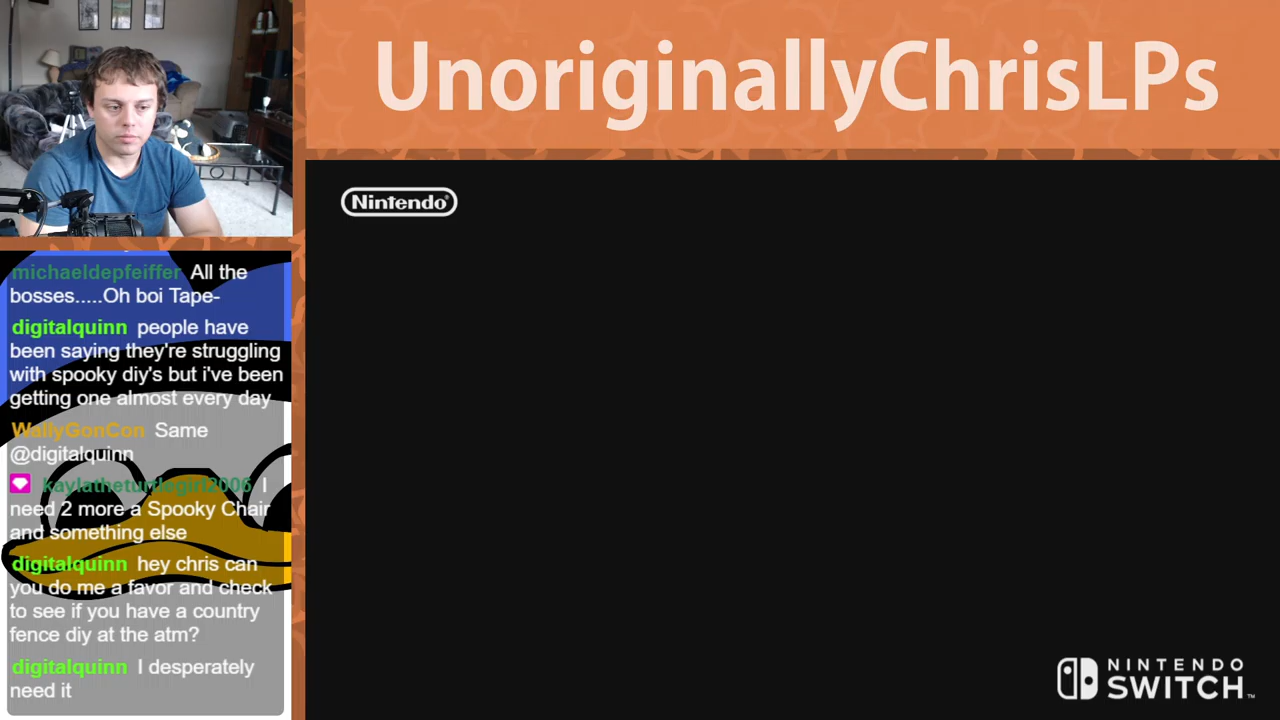 UnoriginallyChrisLPs
Nintendo®
michaeldepfeiffer All the
bosses.....Oh boi Tape-
digitalquinn people have
been saying they're struggling
with spooky diy's but i've been
getting one almost every day
WallyGonCon Same
@digitalquinn
kaylatheturtlegirl2006 I
need 2 more a Spooky Chair
and something else
digitalquinn hey chris can
you do me a favor and check
to see if you have a country
fence diy at the atm?
digitalquinn I desperately
need it
NINTENDO
SWITCH™